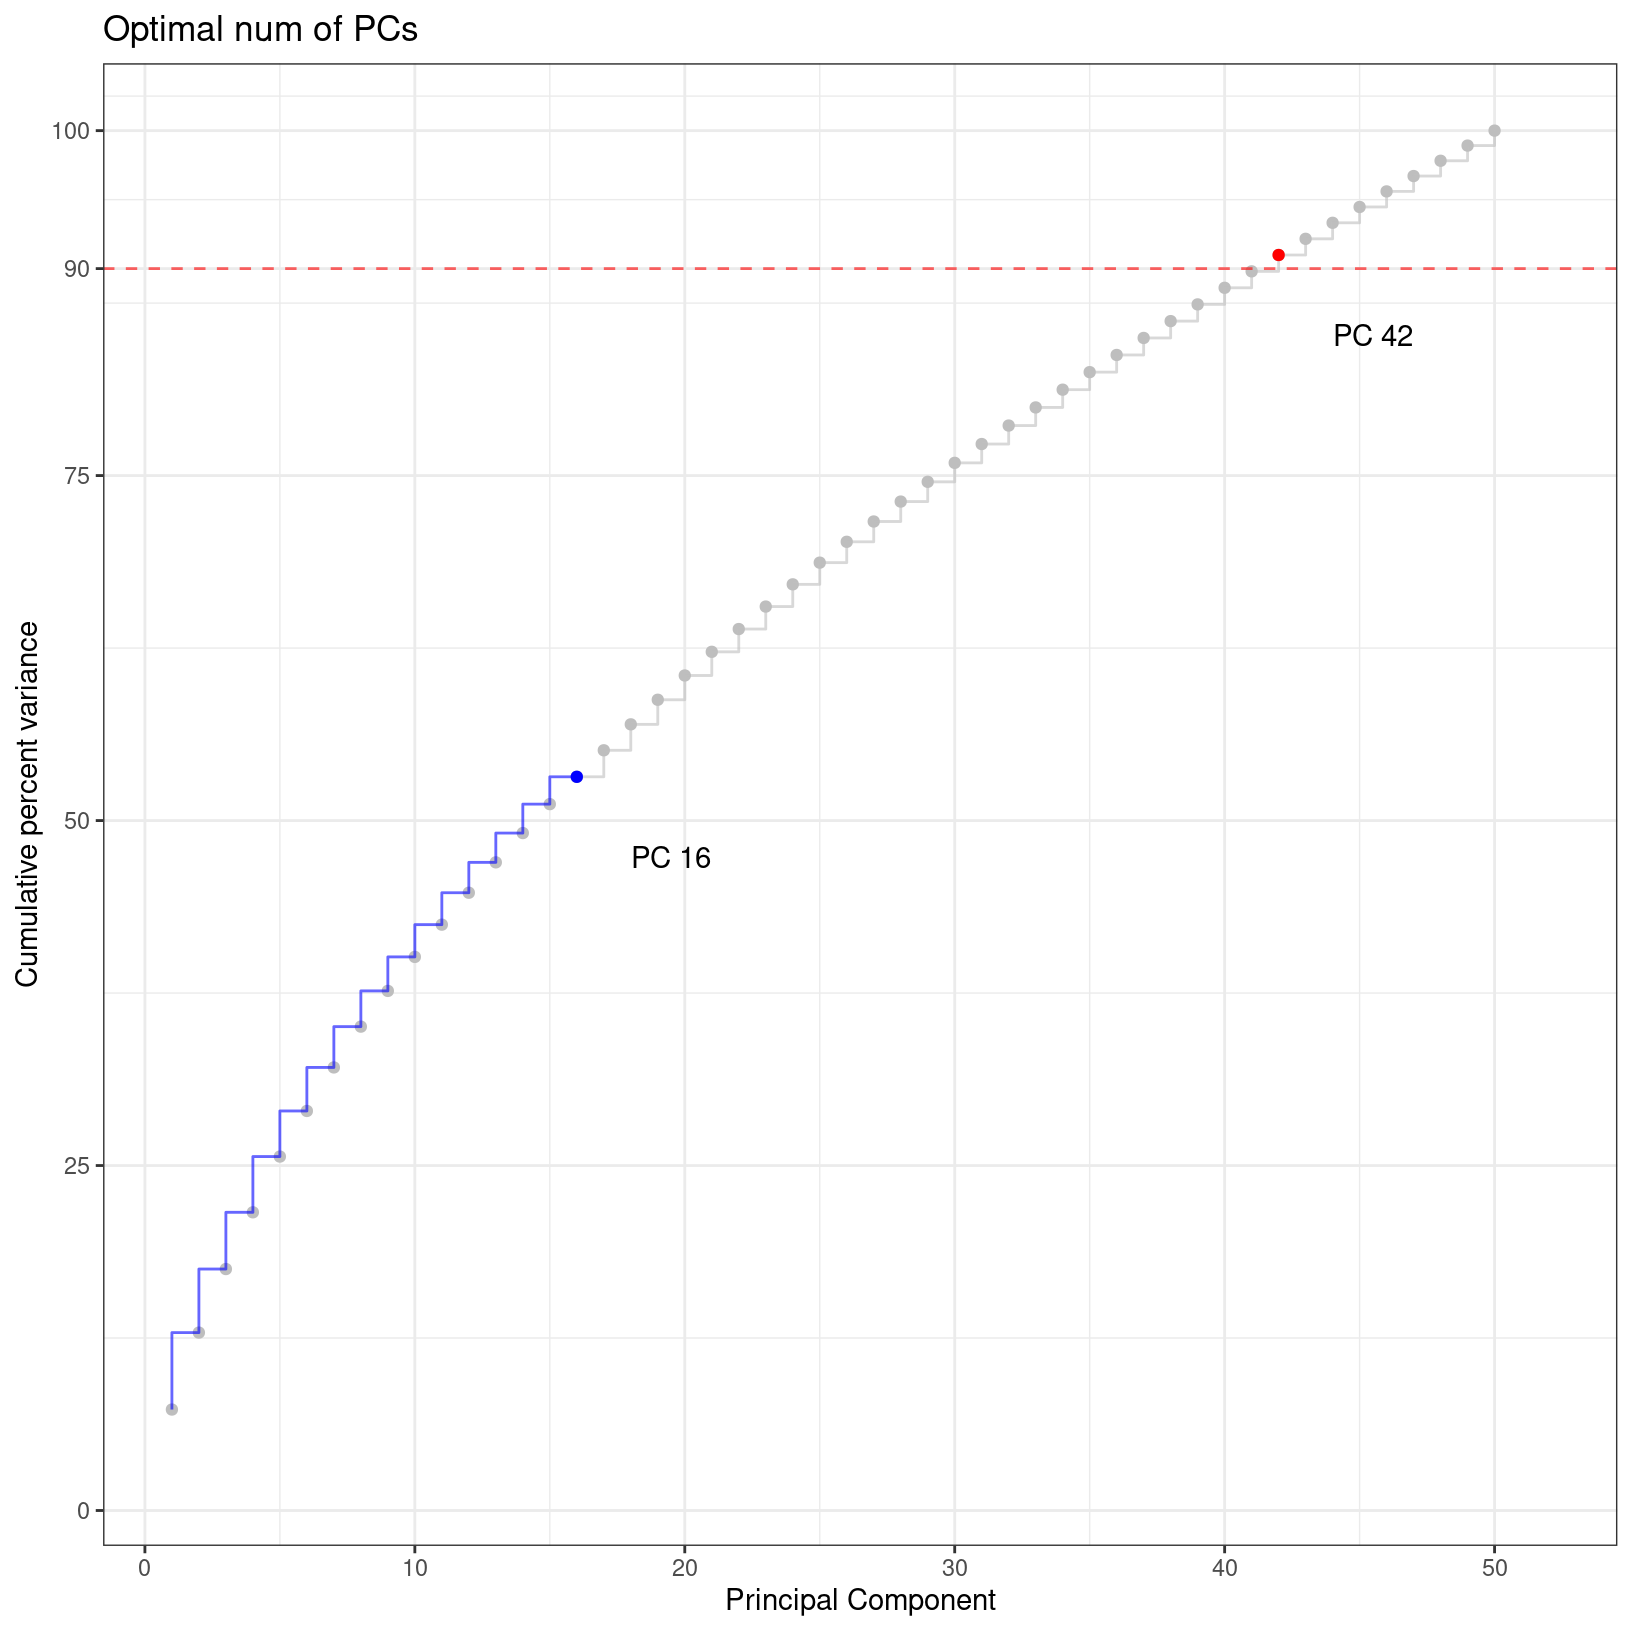 Optimal num of PCs
100
90
75
50
25
0
Cumulative percent variance
PC 42
PC 16
0 10 20 30 40 50
Principal Component